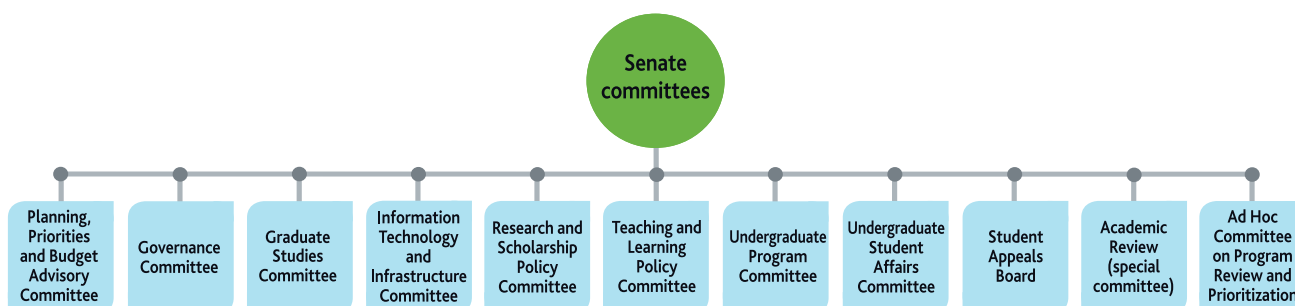 Senate
committees
Planning,
Priorities
and Budget
Advisory
Committee
Governance
Committee
Graduate
Studies
Committee
Information
Technology
and
Infrastructure
Committee
Research and
Scholarship
Policy
Committee
Teaching and
Learning
Policy
Committee
Undergraduate
Program
Committee
Undergraduate
Student
Affairs
Committee
Student
Appeals
Board
Academic
Review
(special
committee)
Ad Hoc
Committee
on Program
Review and
Prioritization